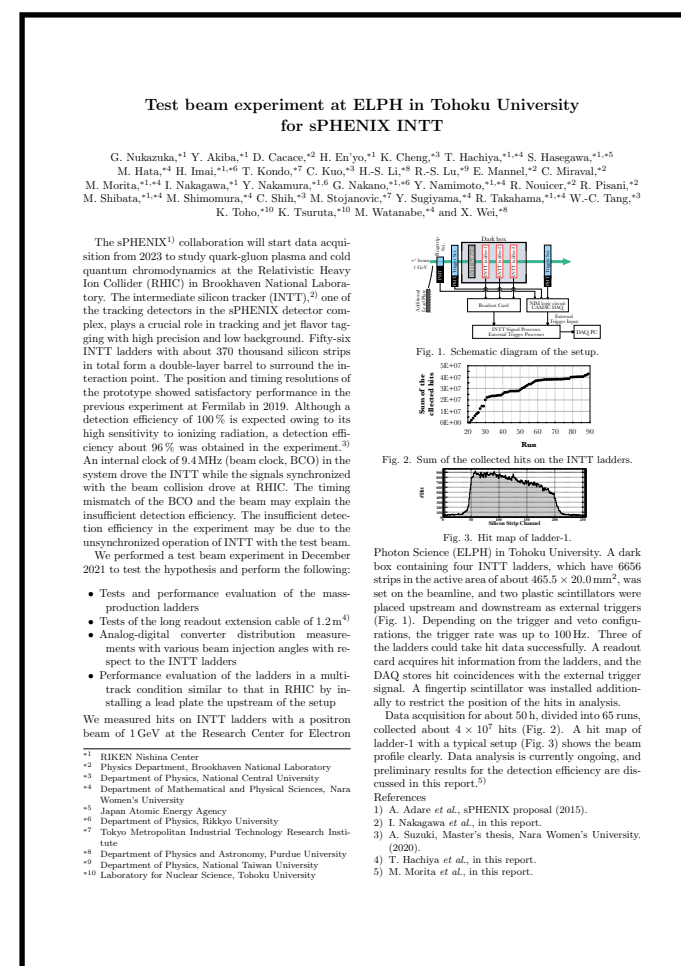 Test beam experiment at ELPH in Tohoku University
for sPHENIX INTT
G. Nukazuka,*1 Y. Akiba,*1 D. Cacace,*2 H. En'yo,*1 K. Cheng,*3 T. Hachiya,*1,*4 S. Hasegawa,*1,*5
M. Hata,*4 H. Imai,*1,*6 T. Kondo,*7 C. Kuo,*3 H.-S. Li,*8 R.-S. Lu,*9 E. Mannel,*2 C. Miraval,*2
M. Morita,*1,*4 I. Nakagawa,*1 Y. Nakamura,*1,6 G. Nakano,*1,*6 Y. Namimoto,*1,*4 R. Nouicer,*2 R. Pisani,*2
M. Shibata,*1,*4 M. Shimomura,*4 C. Shih,*3 M. Stojanovic,*7 Y. Sugiyama,*4 R. Takahama,*1,*4 W.-C. Tang,*3
K. Toho,*10 K. Tsuruta,*10 M. Watanabe,*4 and X. Wei,*8
The sPHENIX1) collaboration will start data acqui-
sition from 2023 to study quark-gluon plasma and cold
quantum chromodynamics at the Relativistic Heavy
Ion Collider (RHIC) in Brookhaven National Labora-
tory. The intermediate silicon tracker (INTT),2) one of
the tracking detectors in the sPHENIX detector com-
plex, plays a crucial role in tracking and jet flavor tag-
ging with high precision and low background. Fifty-six
INTT ladders with about 370 thousand silicon strips
in total form a double-layer barrel to surround the in-
teraction point. The position and timing resolutions of
the prototype showed satisfactory performance in the
previous experiment at Fermilab in 2019. Although a
detection efficiency of 100 % is expected owing to its
high sensitivity to ionizing radiation, a detection effi-
ciency about 96 % was obtained in the experiment.3)
An internal clock of 9.4 MHz (beam clock, BCO) in the
system drove the INTT while the signals synchronized
with the beam collision drove at RHIC. The timing
mismatch of the BCO and the beam may explain the
insufficient detection efficiency. The insufficient detec-
tion efficiency in the experiment may be due to the
unsynchronized operation of INTT with the test beam.
We performed a test beam experiment in December
2021 to test the hypothesis and perform the following:
• Tests and performance evaluation of the mass-
production ladders
• Tests of the long readout extension cable of 1.2 m4)
• Analog-digital converter distribution measure-
ments with various beam injection angles with re-
spect to the INTT ladders
• Performance evaluation of the ladders in a multi-
track condition similar to that in RHIC by in-
stalling a lead plate the upstream of the setup
We measured hits on INTT ladders with a positron
beam of 1 GeV at the Research Center for Electron
*1 RIKEN Nishina Center
*2 Physics Department, Brookhaven National Laboratory
*3 Department of Physics, National Central University
*4 Department of Mathematical and Physical Sciences, Nara
Women's University
*5 Japan Atomic Energy Agency
*6 Department of Physics, Rikkyo University
*7 Tokyo Metropolitan Industrial Technology Research Insti-
tute
*8 Department of Physics and Astronomy, Purdue University
*9 Department of Physics, National Taiwan University
*10 Laboratory for Nuclear Science, Tohoku University
Dark box
e+ beam
1 GeV
Readout Card
NIM logic circuit
CAMAC DAQ
External
Trigger Input
INTT Signal Processes
External Trigger Processes
DAQ PC
Fig. 1. Schematic diagram of the setup.
Sum of the
cllected hits
5E+07
4E+07
3E+07
2E+07
1E+07
0E+00
20 30 40 50 60 70 80 90
Run
Fig. 2. Sum of the collected hits on the INTT ladders.
#Hits
Silicon Strip Channel
Fig. 3. Hit map of ladder-1.
Photon Science (ELPH) in Tohoku University. A dark
box containing four INTT ladders, which have 6656
strips in the active area of about 465.5 × 20.0 mm2, was
set on the beamline, and two plastic scintillators were
placed upstream and downstream as external triggers
(Fig. 1). Depending on the trigger and veto configu-
rations, the trigger rate was up to 100 Hz. Three of
the ladders could take hit data successfully. A readout
card acquires hit information from the ladders, and the
DAQ stores hit coincidences with the external trigger
signal. A fingertip scintillator was installed addition-
ally to restrict the position of the hits in analysis.
Data acquisition for about 50 h, divided into 65 runs,
collected about 4 × 107 hits (Fig. 2). A hit map of
ladder-1 with a typical setup (Fig. 3) shows the beam
profile clearly. Data analysis is currently ongoing, and
preliminary results for the detection efficiency are dis-
cussed in this report.5)
References
1) A. Adare et al., sPHENIX proposal (2015).
2) I. Nakagawa et al., in this report.
3) A. Suzuki, Master's thesis, Nara Women's University.
(2020).
4) T. Hachiya et al., in this report.
5) M. Morita et al., in this report.